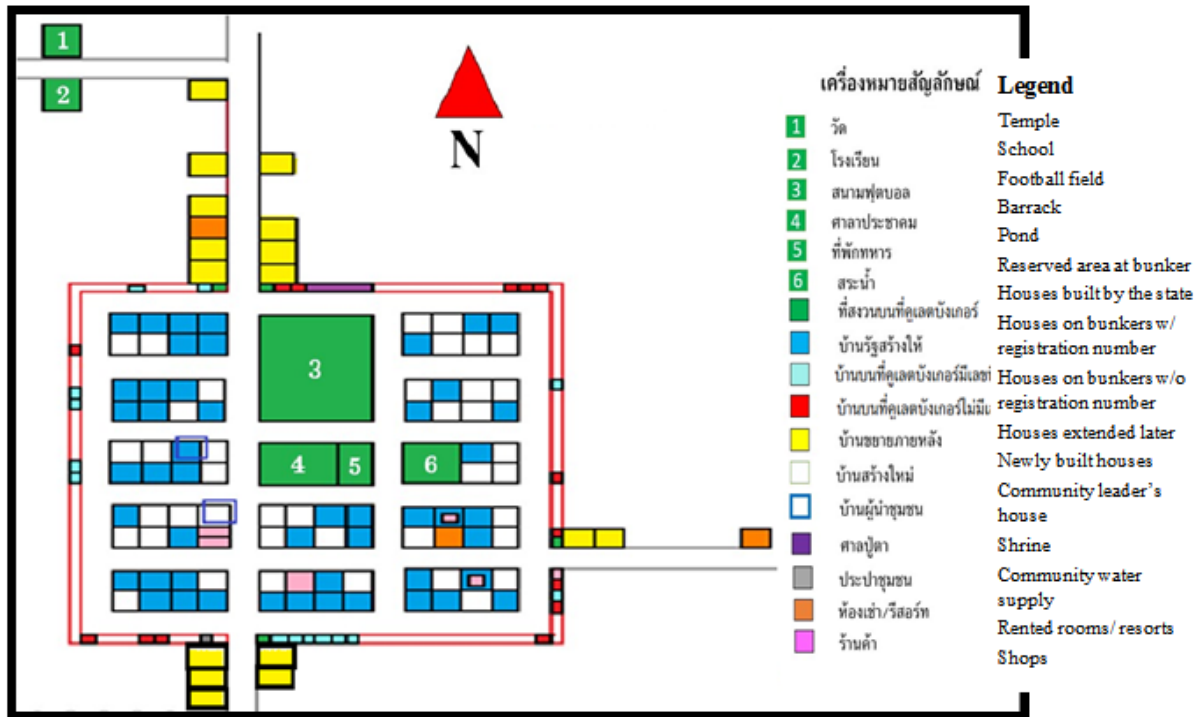 1
2
N
3
4
5
6
เครื่องหมายสัญลักษณ์
1 วัด
2 โรงเรียน
3 สนามฟุตบอล
4 ศาลาประชาคม
5 ที่พักทหาร
6 สระน้ำ
ที่สงวนบนที่คูเลตบังเกอร์
บ้านรัฐสร้างให้
บ้านบนที่คูเลตบังเกอร์มีเลขที่
บ้านบนที่คูเลตบังเกอร์ไม่มีเ
บ้านขยายภายหลัง
บ้านสร้างใหม่
บ้านผู้นำชุมชน
ศาลปู่ตา
ประปาชุมชน
ห้องเช่า/รีสอร์ท
ร้านค้า
Legend
Temple
School
Football field
Barrack
Pond
Reserved area at bunker
Houses built by the state
Houses on bunkers w/
registration number
Houses on bunkers w/o
registration number
Houses extended later
Newly built houses
Community leader's
house
Shrine
Community water
supply
Rented rooms/ resorts
Shops